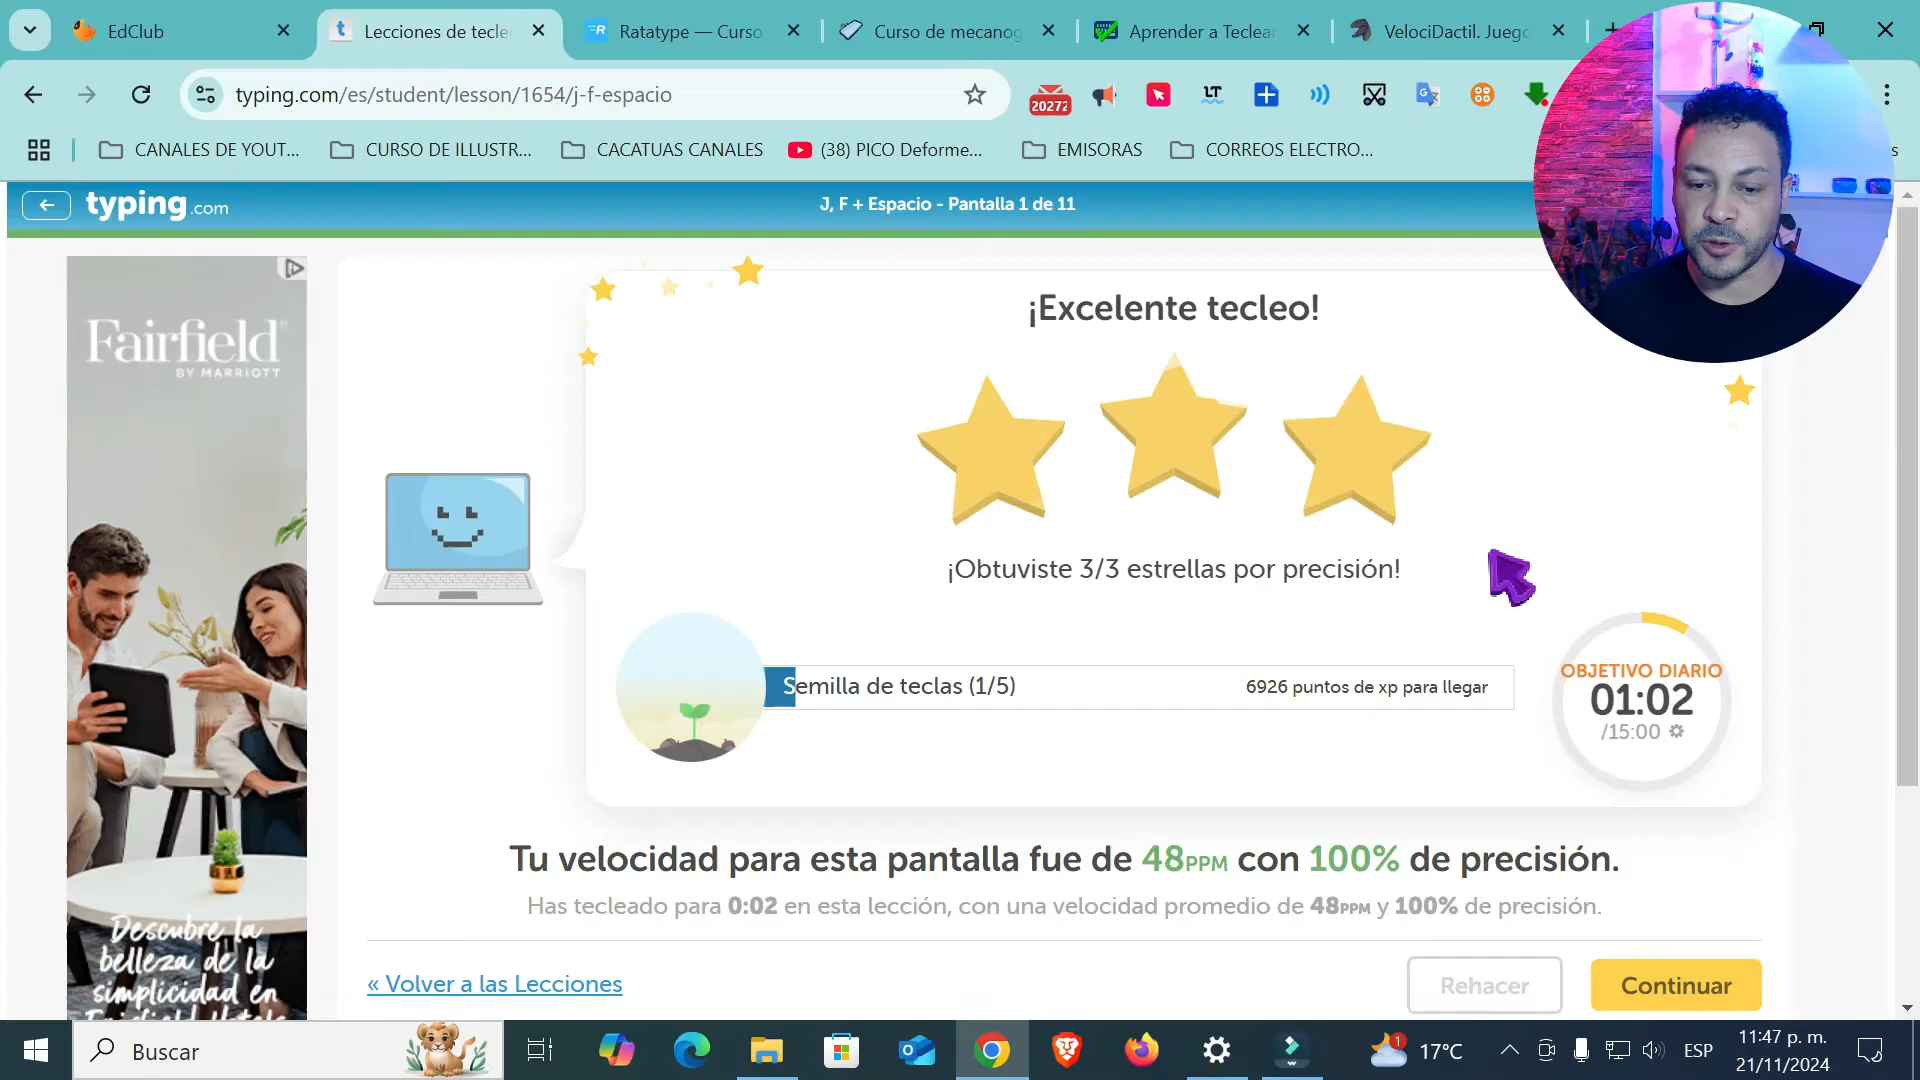 EdClub
Lecciones de tecle
Ratatype — Curso
Curso de mecanog
Aprender a Teclear
VelociDactil. Juego
typing.com/es/student/lesson/1654/j-f-espacio
20272
LT
CANALES DE YOUT...
CURSO DE ILLUSTR...
CACATUAS CANALES
(38) PICO Deforme...
EMISORAS
CORREOS ELECTRO...
typing.com
J, F + Espacio - Pantalla 1 de 11
Fairfield
BY MARRIOTT
Descubre la
belleza de la
simplicidad en
Fairfield Hotels
¡Excelente tecleo!
¡Obtuviste 3/3 estrellas por precisión!
Semilla de teclas (1/5)
6926 puntos de xp para llegar
OBJETIVO DIARIO
01:02
/15:00
Tu velocidad para esta pantalla fue de 48PPM con 100% de precisión.
Has tecleado para 0:02 en esta lección, con una velocidad promedio de 48PPM y 100% de precisión.
« Volver a las Lecciones
Rehacer
Continuar
Buscar
1
17°C
ESP
11:47 p. m.
21/11/2024